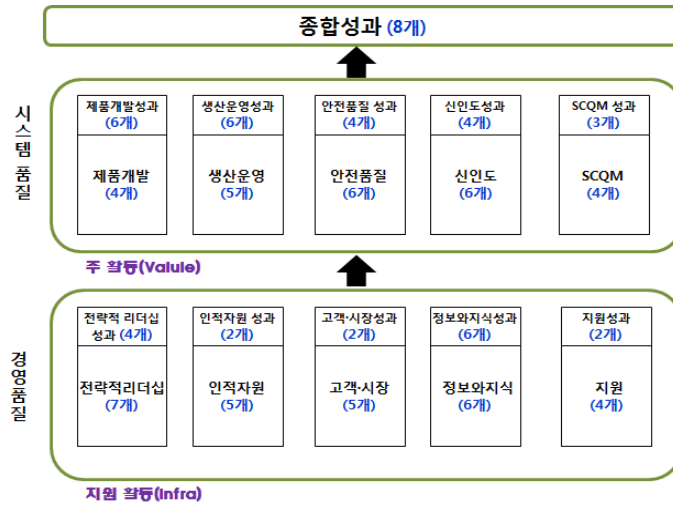 종합성과 (8개)
시스템 품질
제품개발성과
(6개)
제품개발
(4개)
생산운영성과
(6개)
생산운영
(5개)
안전품질 성과
(4개)
안전품질
(6개)
신인도성과
(4개)
신인도
(6개)
SCQM 성과
(3개)
SCQM
(4개)
주 활동(Valule)
경영품질
전략적 리더십
성과 (4개)
전략적리더십
(7개)
인적자원 성과
(2개)
인적자원
(5개)
고객·시장성과
(2개)
고객·시장
(5개)
정보와지식성과
(6개)
정보와지식
(6개)
지원성과
(2개)
지원
(4개)
지원 활동(Infra)